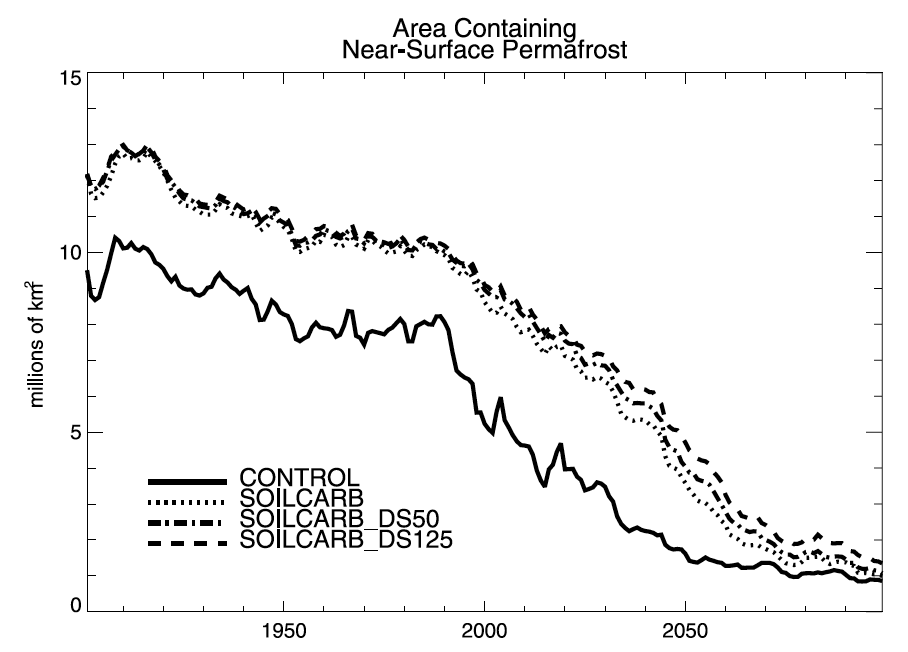 Area Containing
Near-Surface Permafrost
15
10
5
0
millions of km²
1950
2000
2050
CONTROL
SOILCARB
SOILCARB_DS50
SOILCARB_DS125